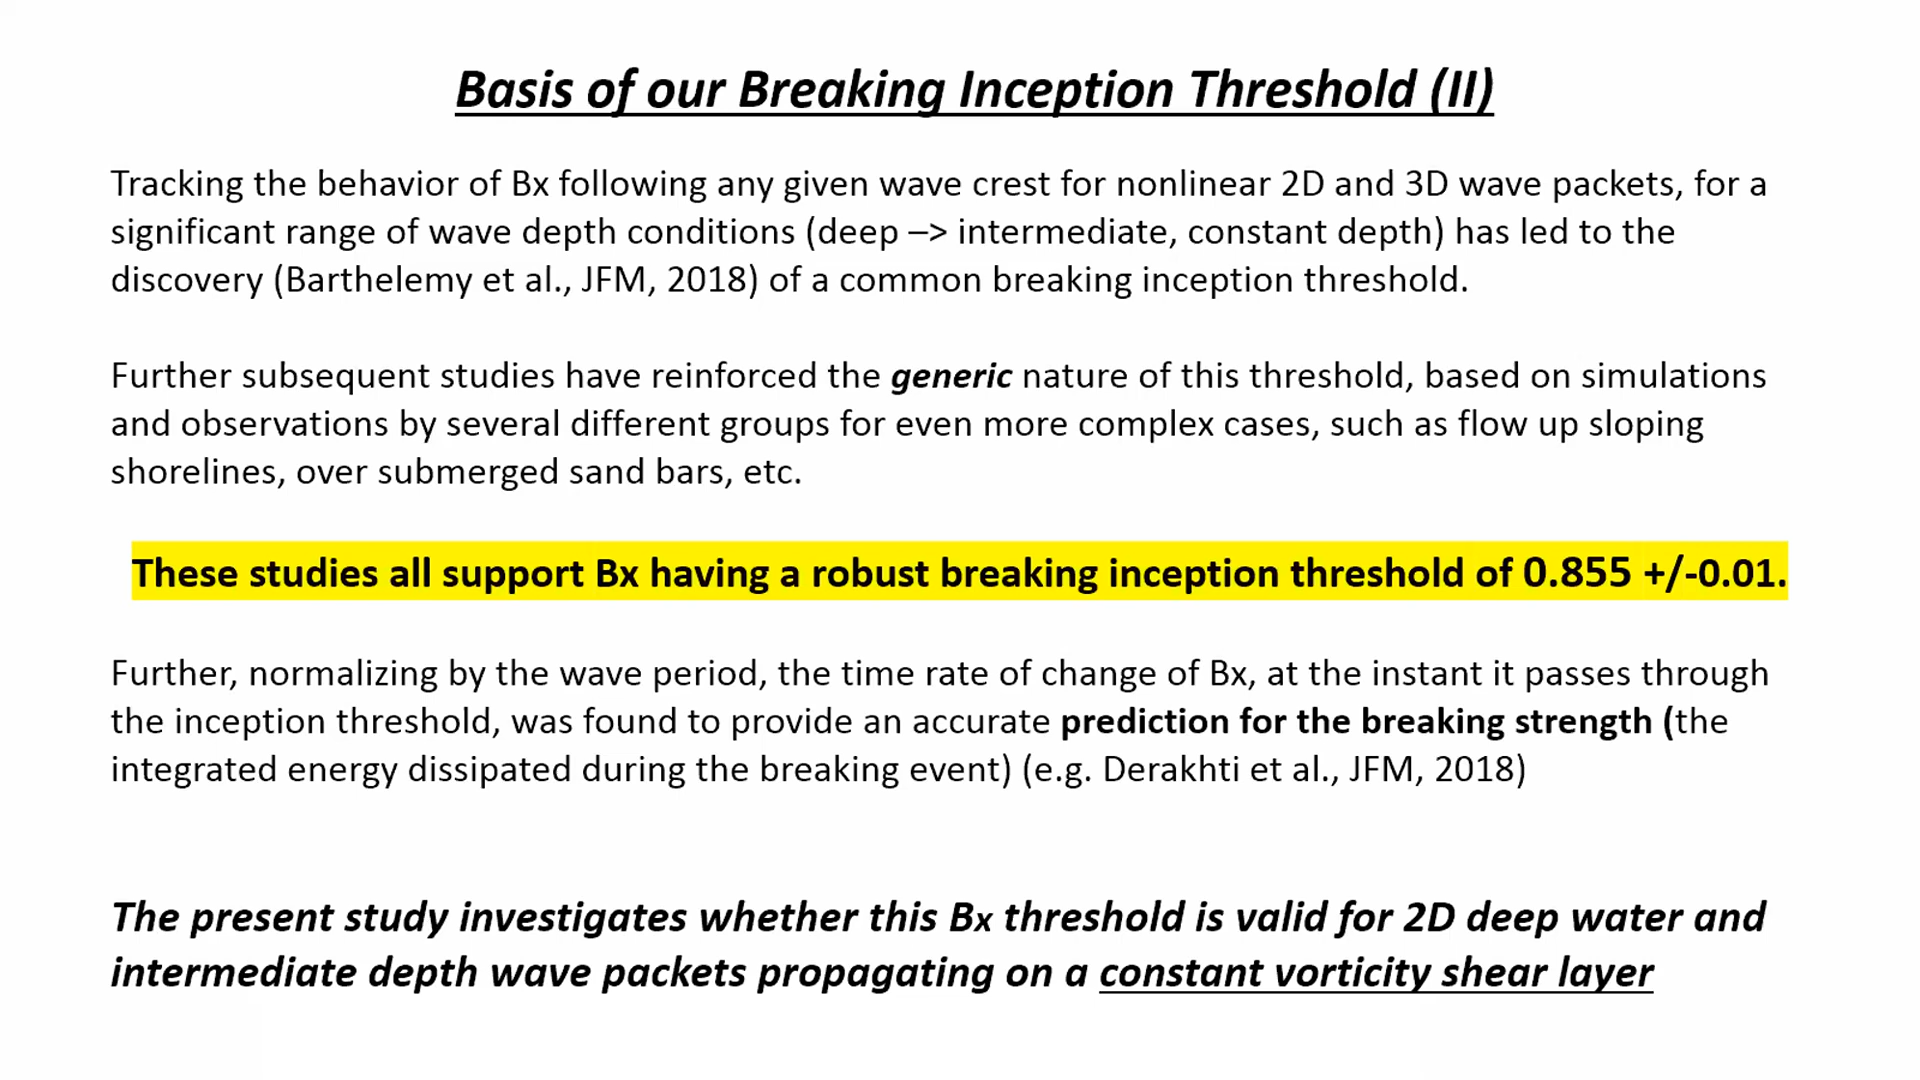 Basis of our Breaking Inception Threshold (II)
Tracking the behavior of Bx following any given wave crest for nonlinear 2D and 3D wave packets, for a
significant range of wave depth conditions (deep –> intermediate, constant depth) has led to the
discovery (Barthelemy et al., JFM, 2018) of a common breaking inception threshold.
Further subsequent studies have reinforced the generic nature of this threshold, based on simulations
and observations by several different groups for even more complex cases, such as flow up sloping
shorelines, over submerged sand bars, etc.
These studies all support Bx having a robust breaking inception threshold of 0.855 +/-0.01.
Further, normalizing by the wave period, the time rate of change of Bx, at the instant it passes through
the inception threshold, was found to provide an accurate prediction for the breaking strength (the
integrated energy dissipated during the breaking event) (e.g. Derakhti et al., JFM, 2018)
The present study investigates whether this Bx threshold is valid for 2D deep water and
intermediate depth wave packets propagating on a constant vorticity shear layer